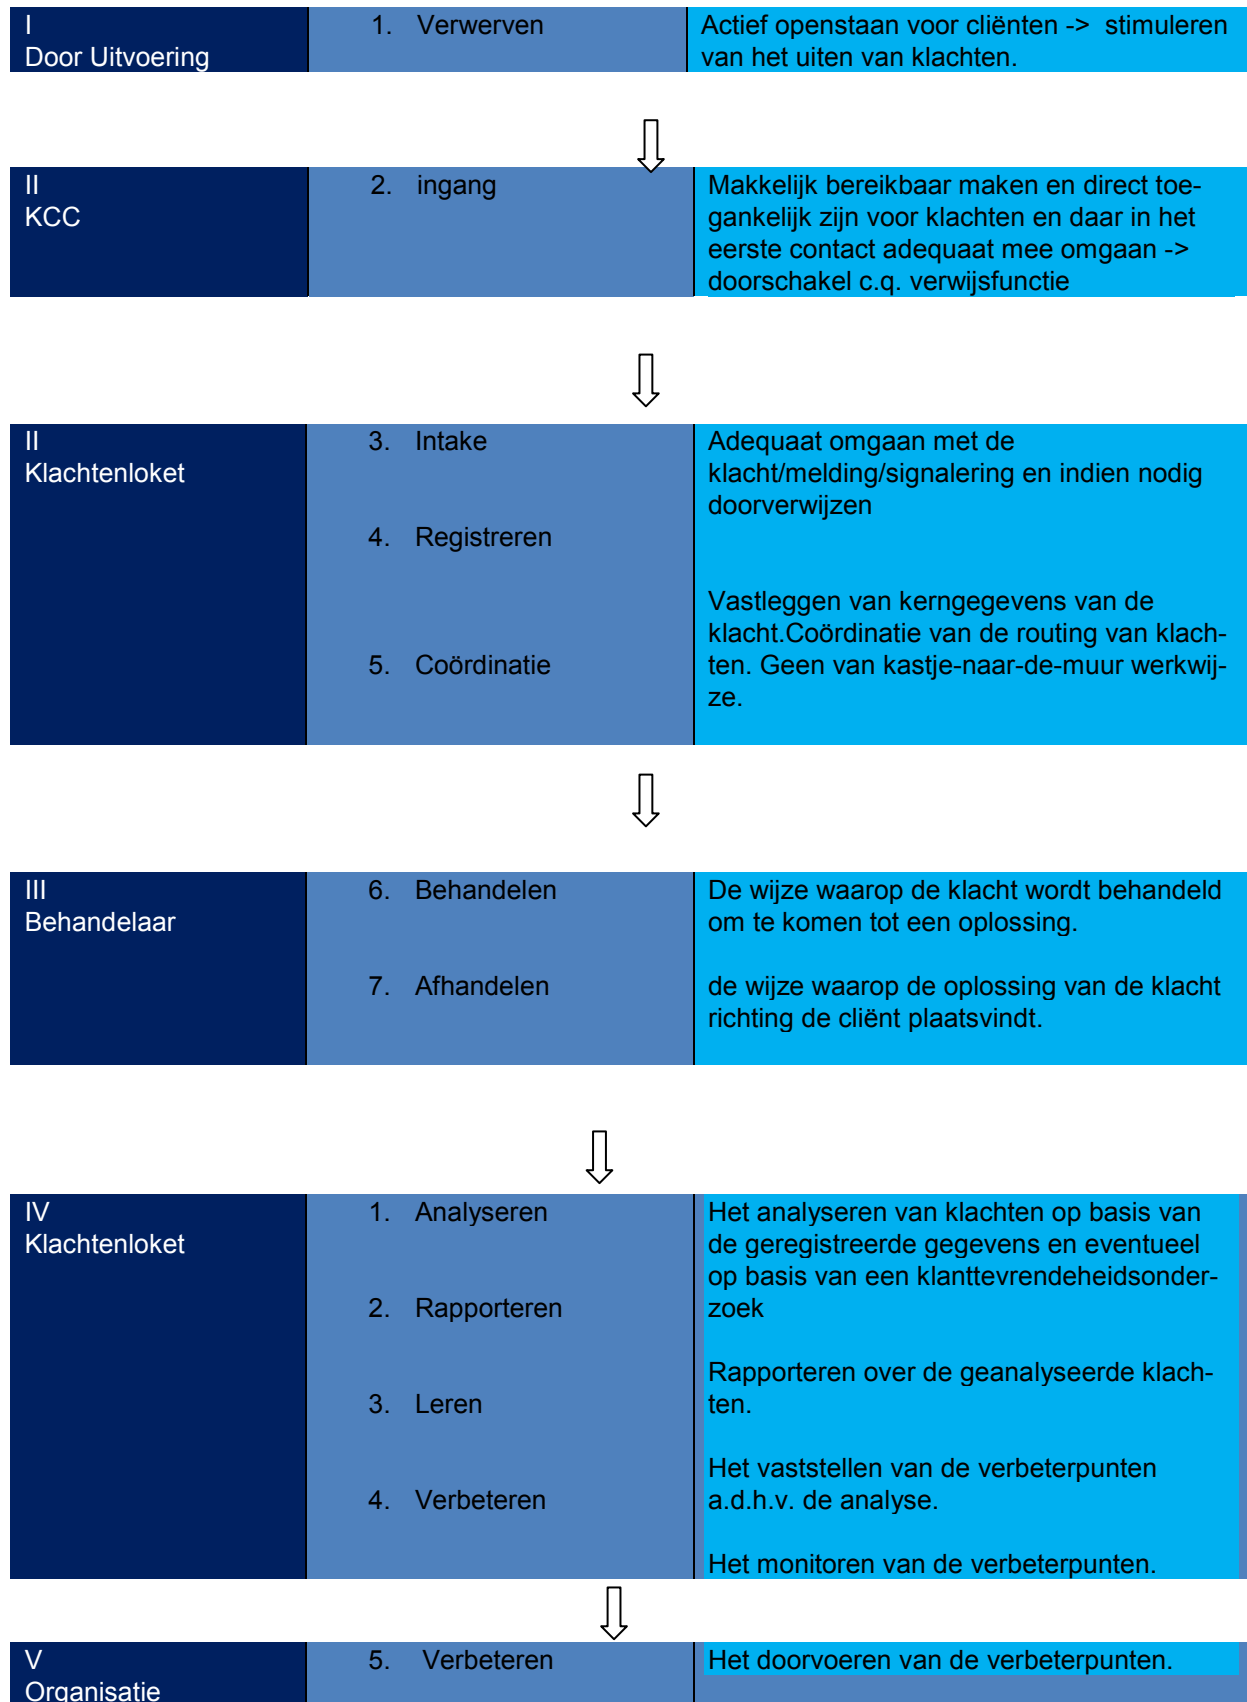 I
Door Uitvoering
1. Verwerven
Actief openstaan voor cliënten -> stimuleren
van het uiten van klachten.
II
KCC
2. ingang
Makkelijk bereikbaar maken en direct toe-
gankelijk zijn voor klachten en daar in het
eerste contact adequaat mee omgaan ->
doorschakel c.q. verwijsfunctie
II
Klachtenloket
3. Intake
4. Registreren
5. Coördinatie
Adequaat omgaan met de
klacht/melding/signalering en indien nodig
doorverwijzen
Vastleggen van kerngegevens van de
klacht.Coördinatie van de routing van klach-
ten. Geen van kastje-naar-de-muur werkwij-
ze.
III
Behandelaar
6. Behandelen
7. Afhandelen
De wijze waarop de klacht wordt behandeld
om te komen tot een oplossing.
de wijze waarop de oplossing van de klacht
richting de cliënt plaatsvindt.
IV
Klachtenloket
1. Analyseren
2. Rapporteren
3. Leren
4. Verbeteren
Het analyseren van klachten op basis van
de geregistreerde gegevens en eventueel
op basis van een klanttevrendeheidsonder-
zoek
Rapporteren over de geanalyseerde klach-
ten.
Het vaststellen van de verbeterpunten
a.d.h.v. de analyse.
Het monitoren van de verbeterpunten.
V
Organisatie
5. Verbeteren
Het doorvoeren van de verbeterpunten.